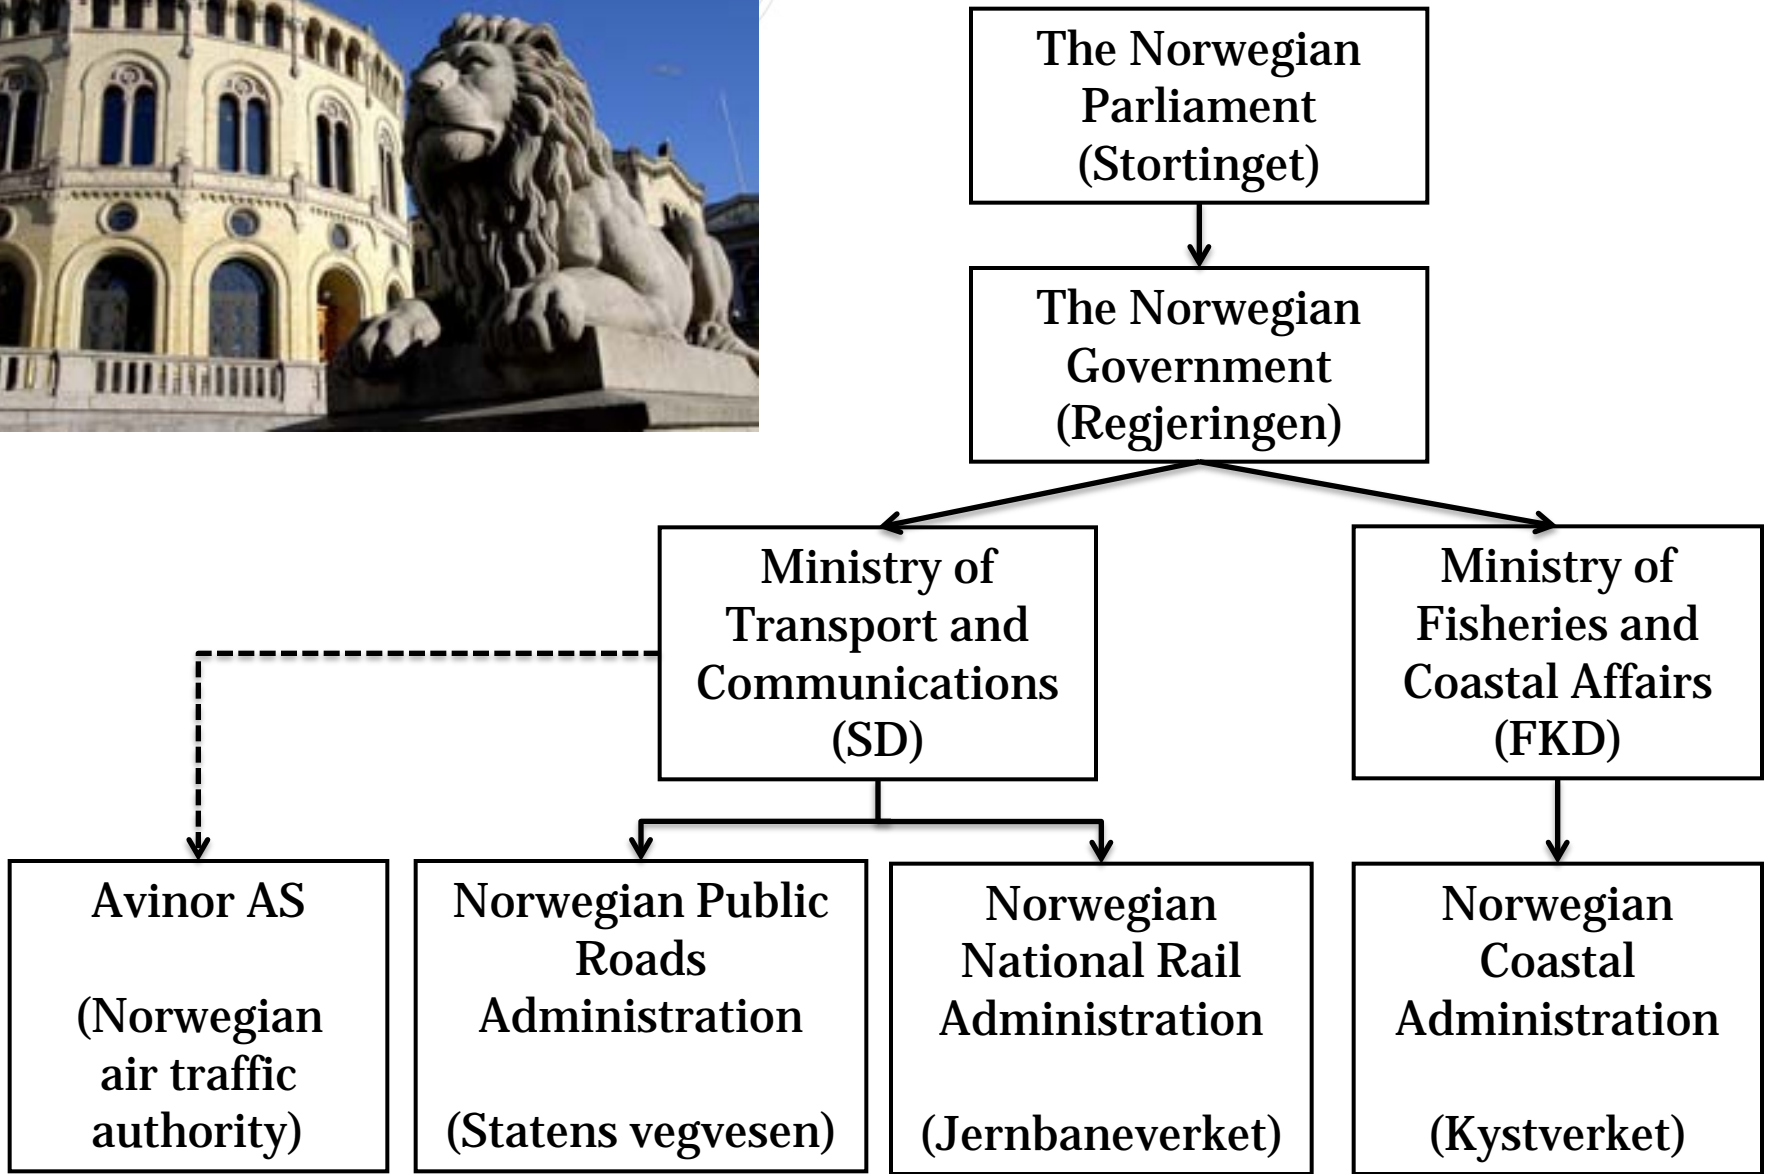 The Norwegian
Parliament
(Stortinget)
The Norwegian
Government
(Regjeringen)
Ministry of
Transport and
Communications
(SD)
Ministry of
Fisheries and
Coastal Affairs
(FKD)
Avinor AS
(Norwegian
air traffic
authority)
Norwegian Public
Roads
Administration
(Statens vegvesen)
Norwegian
National Rail
Administration
(Jernbaneverket)
Norwegian
Coastal
Administration
(Kystverket)